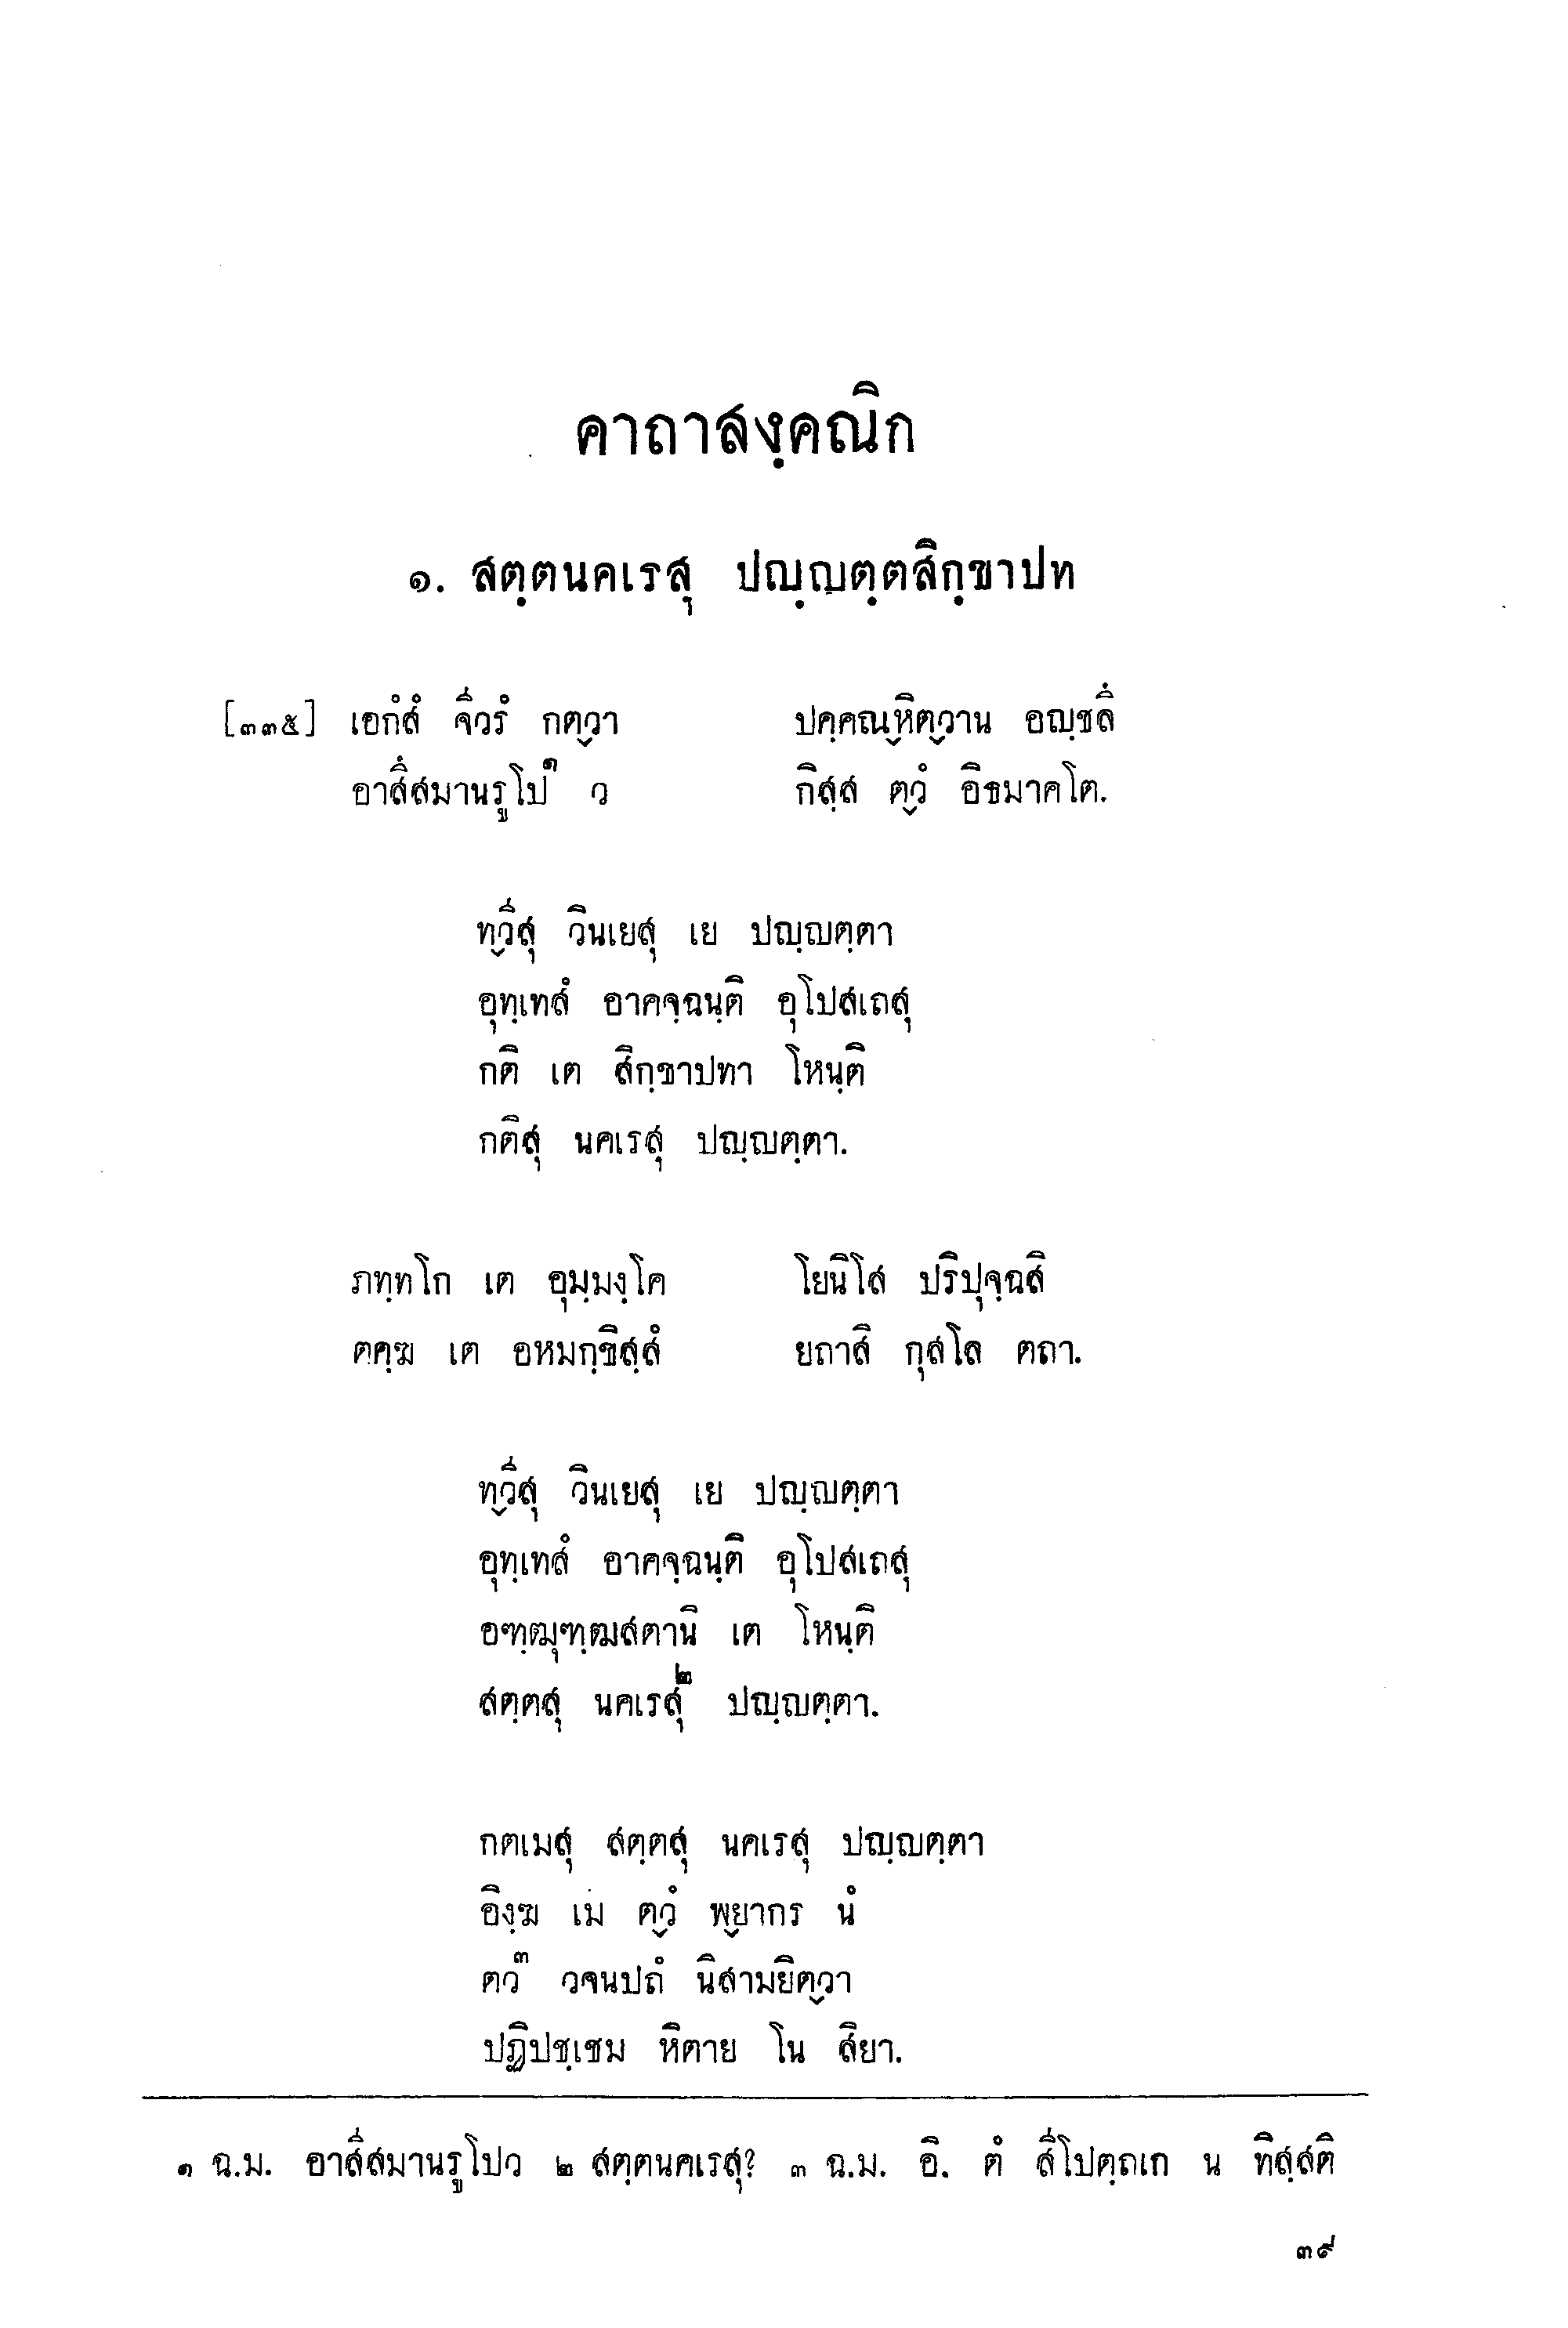 คาถาสงฺคณิก
๑. สตฺตนคเรสุ ปญฺญตฺตสิกฺขาปท
[๓๓๕] เอกํสํ จีวรํ กตฺวา ปคฺคณฺหิตฺวาน อญฺชลึ
อาสึสมานรูโป๑ ว กิสฺส ตฺวํ อิธมาคโต.
ทฺวีสุ วินเยสุ เย ปญฺญตฺตา
อุทฺเทสํ อาคจฺฉนฺติ อุโปสเถสุ
กติ เต สิกฺขาปทา โหนฺติ
กติสุ นคเรสุ ปญฺญตฺตา.
ภทฺทโก เต อุมฺมงฺโค โยนิโส ปริปุจฺฉสิ
ตคฺฆ เต อหมกฺขิสฺสํ ยถาสิ กุสโล ตถา.
ทฺวีสุ วินเยสุ เย ปญฺญตฺตา
อุทฺเทสํ อาคจฺฉนฺติ อุโปสเถสุ
อฑฺฒุฑฺฒสตานิ เต โหนฺติ
สตฺตสุ นคเรสุ๒ ปญฺญตฺตา.
กตเมสุ สตฺตสุ นคเรสุ ปญฺญตฺตา
อิงฺฆ เม ตฺวํ พฺยากร นํ
ตว๓ วจนปถํ นิสามยิตฺวา
ปฏิปชฺเชม หิตาย โน สิยา.
๑ ฉ.ม. อาสีสมานรูโปว ๒ สตฺตนคเรสุ? ๓ ฉ.ม. อิ. ตํ สี่โปตฺถเก น ทิสฺสติ
๓๙